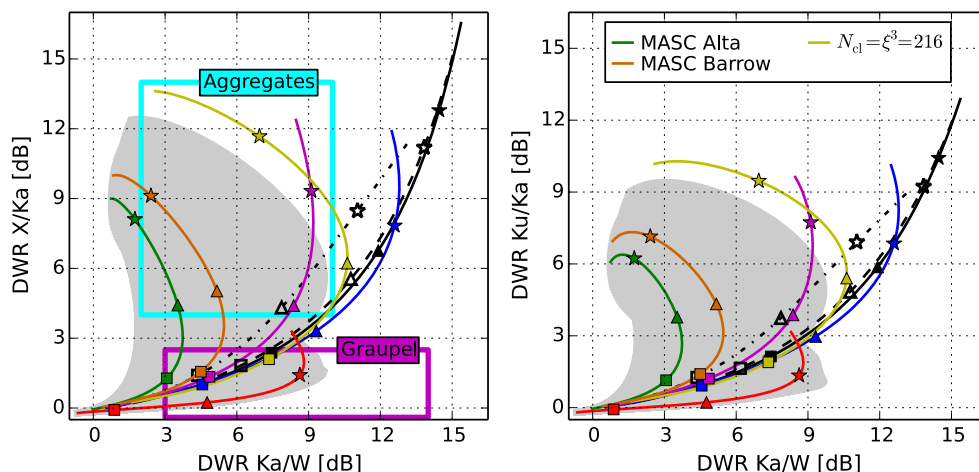 15
12
9
6
3
0
DWR X/Ka [dB]
Aggregates
Graupel
0 3 6 9 12 15
DWR Ka/W [dB]
15
12
9
6
3
0
DWR Ku/Ka [dB]
MASC Alta
MASC Barrow
N_cl=ξ³=216
0 3 6 9 12 15
DWR Ka/W [dB]